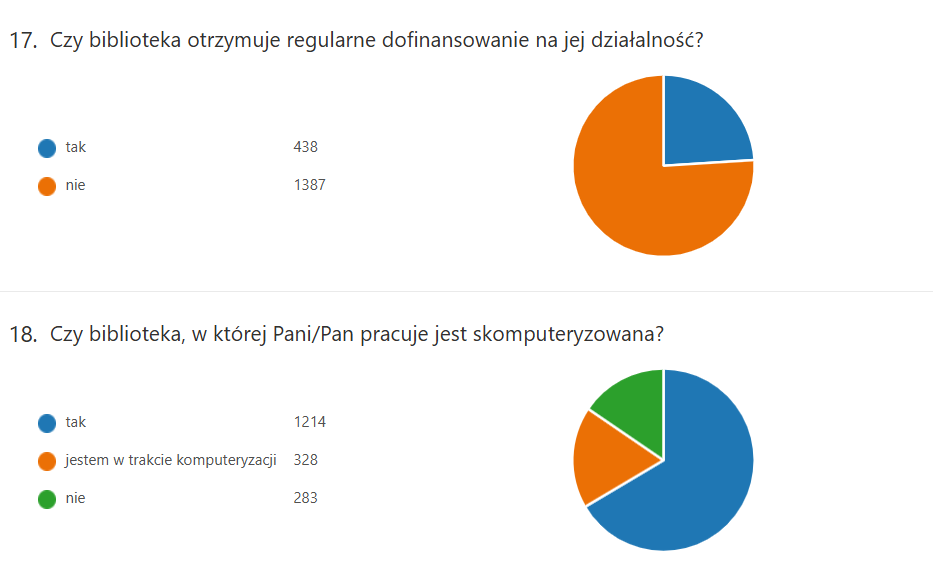 17. Czy biblioteka otrzymuje regularne dofinansowanie na jej działalność?
tak 438
nie 1387
18. Czy biblioteka, w której Pani/Pan pracuje jest skomputeryzowana?
tak 1214
jestem w trakcie komputeryzacji 328
nie 283